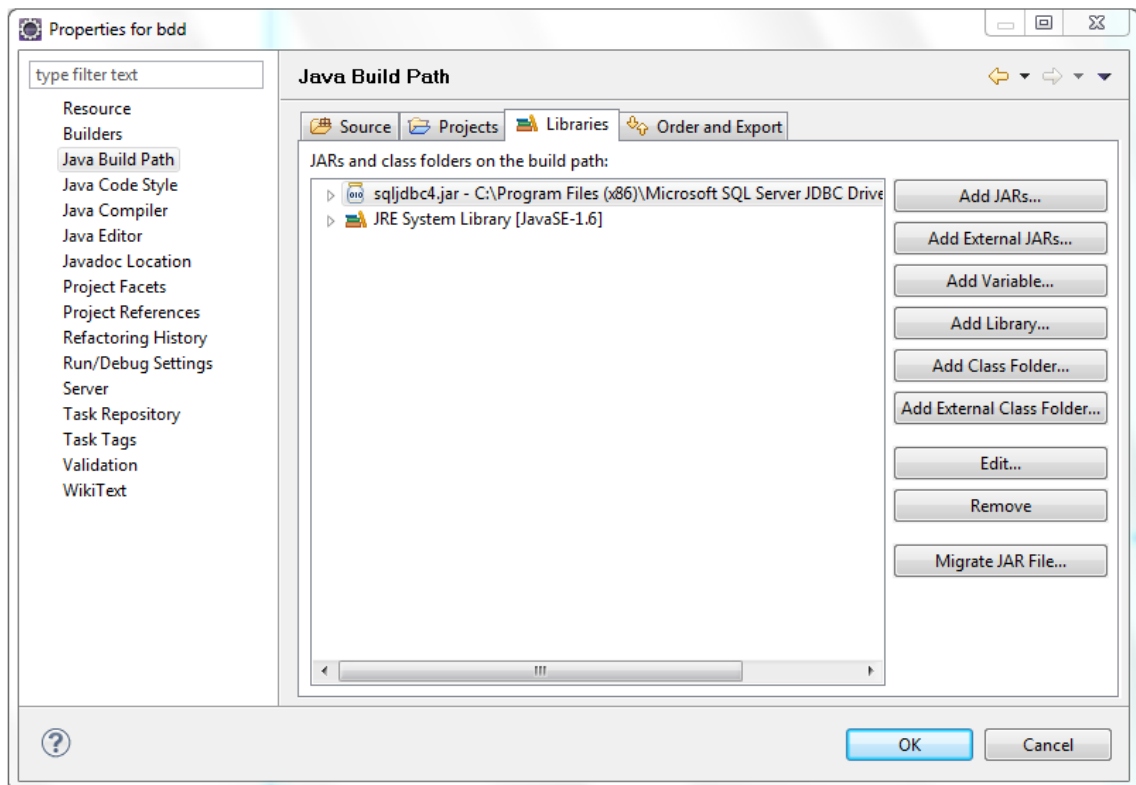 Properties for bdd
type filter text
Resource
Builders
Java Build Path
Java Code Style
Java Compiler
Java Editor
Javadoc Location
Project Facets
Project References
Refactoring History
Run/Debug Settings
Server
Task Repository
Task Tags
Validation
WikiText
Java Build Path
Source Projects Libraries Order and Export
JARs and class folders on the build path:
sqljdbc4.jar - C:\Program Files (x86)\Microsoft SQL Server JDBC Drive
JRE System Library [JavaSE-1.6]
Add JARs...
Add External JARs...
Add Variable...
Add Library...
Add Class Folder...
Add External Class Folder...
Edit...
Remove
Migrate JAR File...
OK Cancel